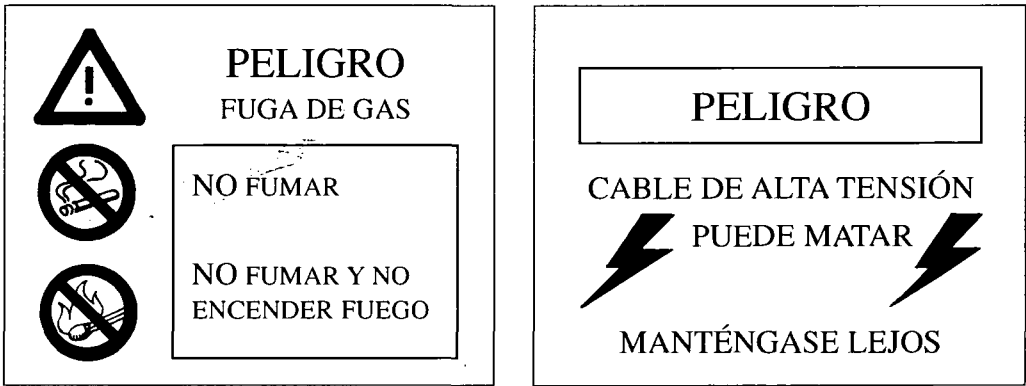 PELIGRO
FUGA DE GAS
NO FUMAR
NO FUMAR Y NO
ENCENDER FUEGO
PELIGRO
CABLE DE ALTA TENSIÓN
PUEDE MATAR
MANTÉNGASE LEJOS